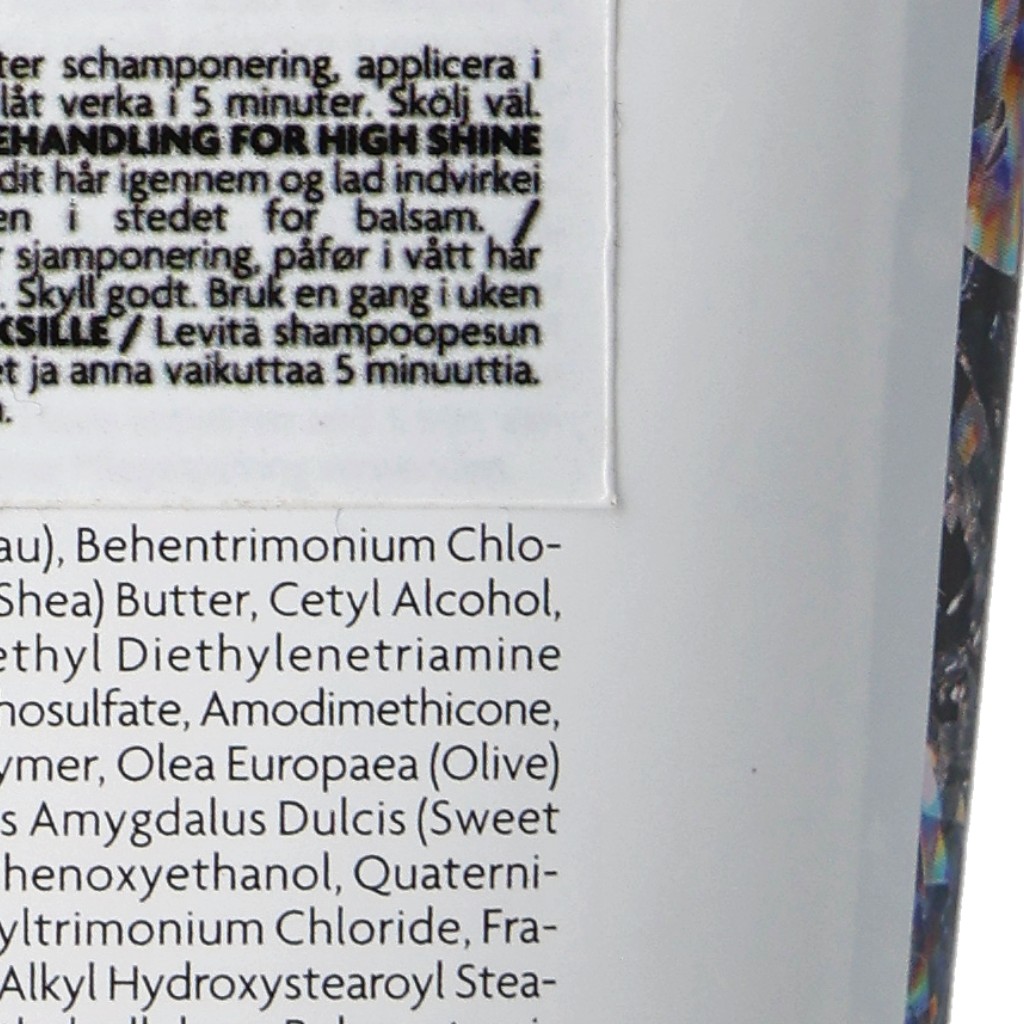 ter schamponering, applicera i
låt verka i 5 minuter. Skölj väl.
EHANDLING FOR HIGH SHINE
dit hår igennem og lad indvirkei
en i stedet for balsam. /
r sjamponering, påfør i vått hår
. Skyll godt. Bruk en gang i uken
KSILLE / Levitä shampoopesun
et ja anna vaikuttaa 5 minuuttia.
au), Behentrimonium Chlo-
Shea) Butter, Cetyl Alcohol,
ethyl Diethylenetriamine
nosulfate, Amodimethicone,
ymer, Olea Europaea (Olive)
s Amygdalus Dulcis (Sweet
henoxyethanol, Quaterni-
yltrimonium Chloride, Fra-
Alkyl Hydroxystearoyl Stea-